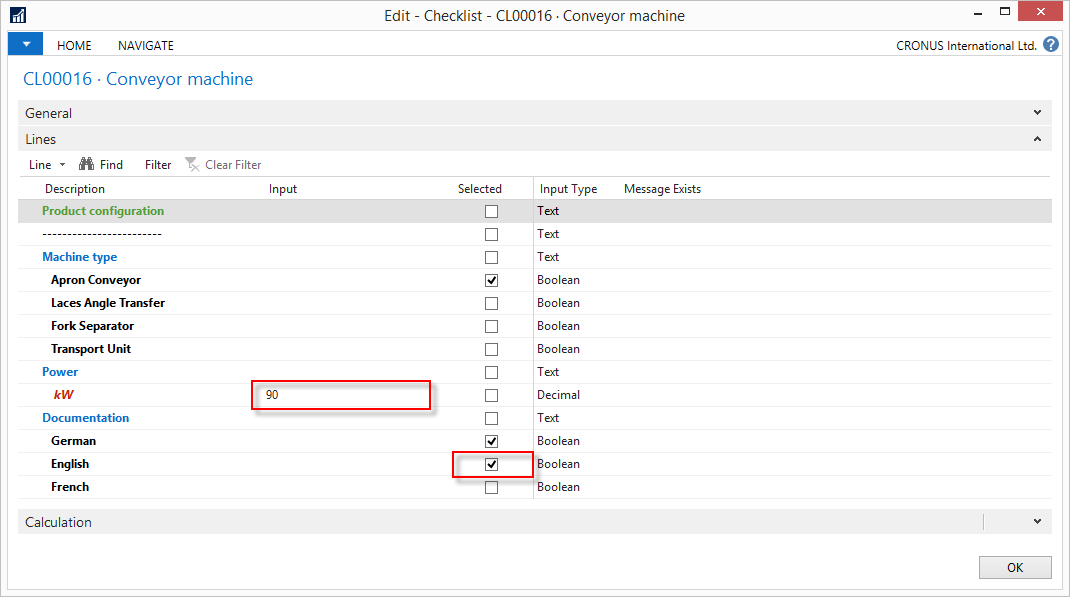 Edit - Checklist - CL00016 · Conveyor machine
HOME NAVIGATE CRONUS International Ltd. ?
CL00016 · Conveyor machine
General
Lines
Line Find Filter Clear Filter
Description Input Selected Input Type Message Exists
Product configuration Text
------------------------ Text
Machine type Text
Apron Conveyor Boolean
Laces Angle Transfer Boolean
Fork Separator Boolean
Transport Unit Boolean
Power Text
kW 90 Decimal
Documentation Text
German Boolean
English Boolean
French Boolean
Calculation
OK